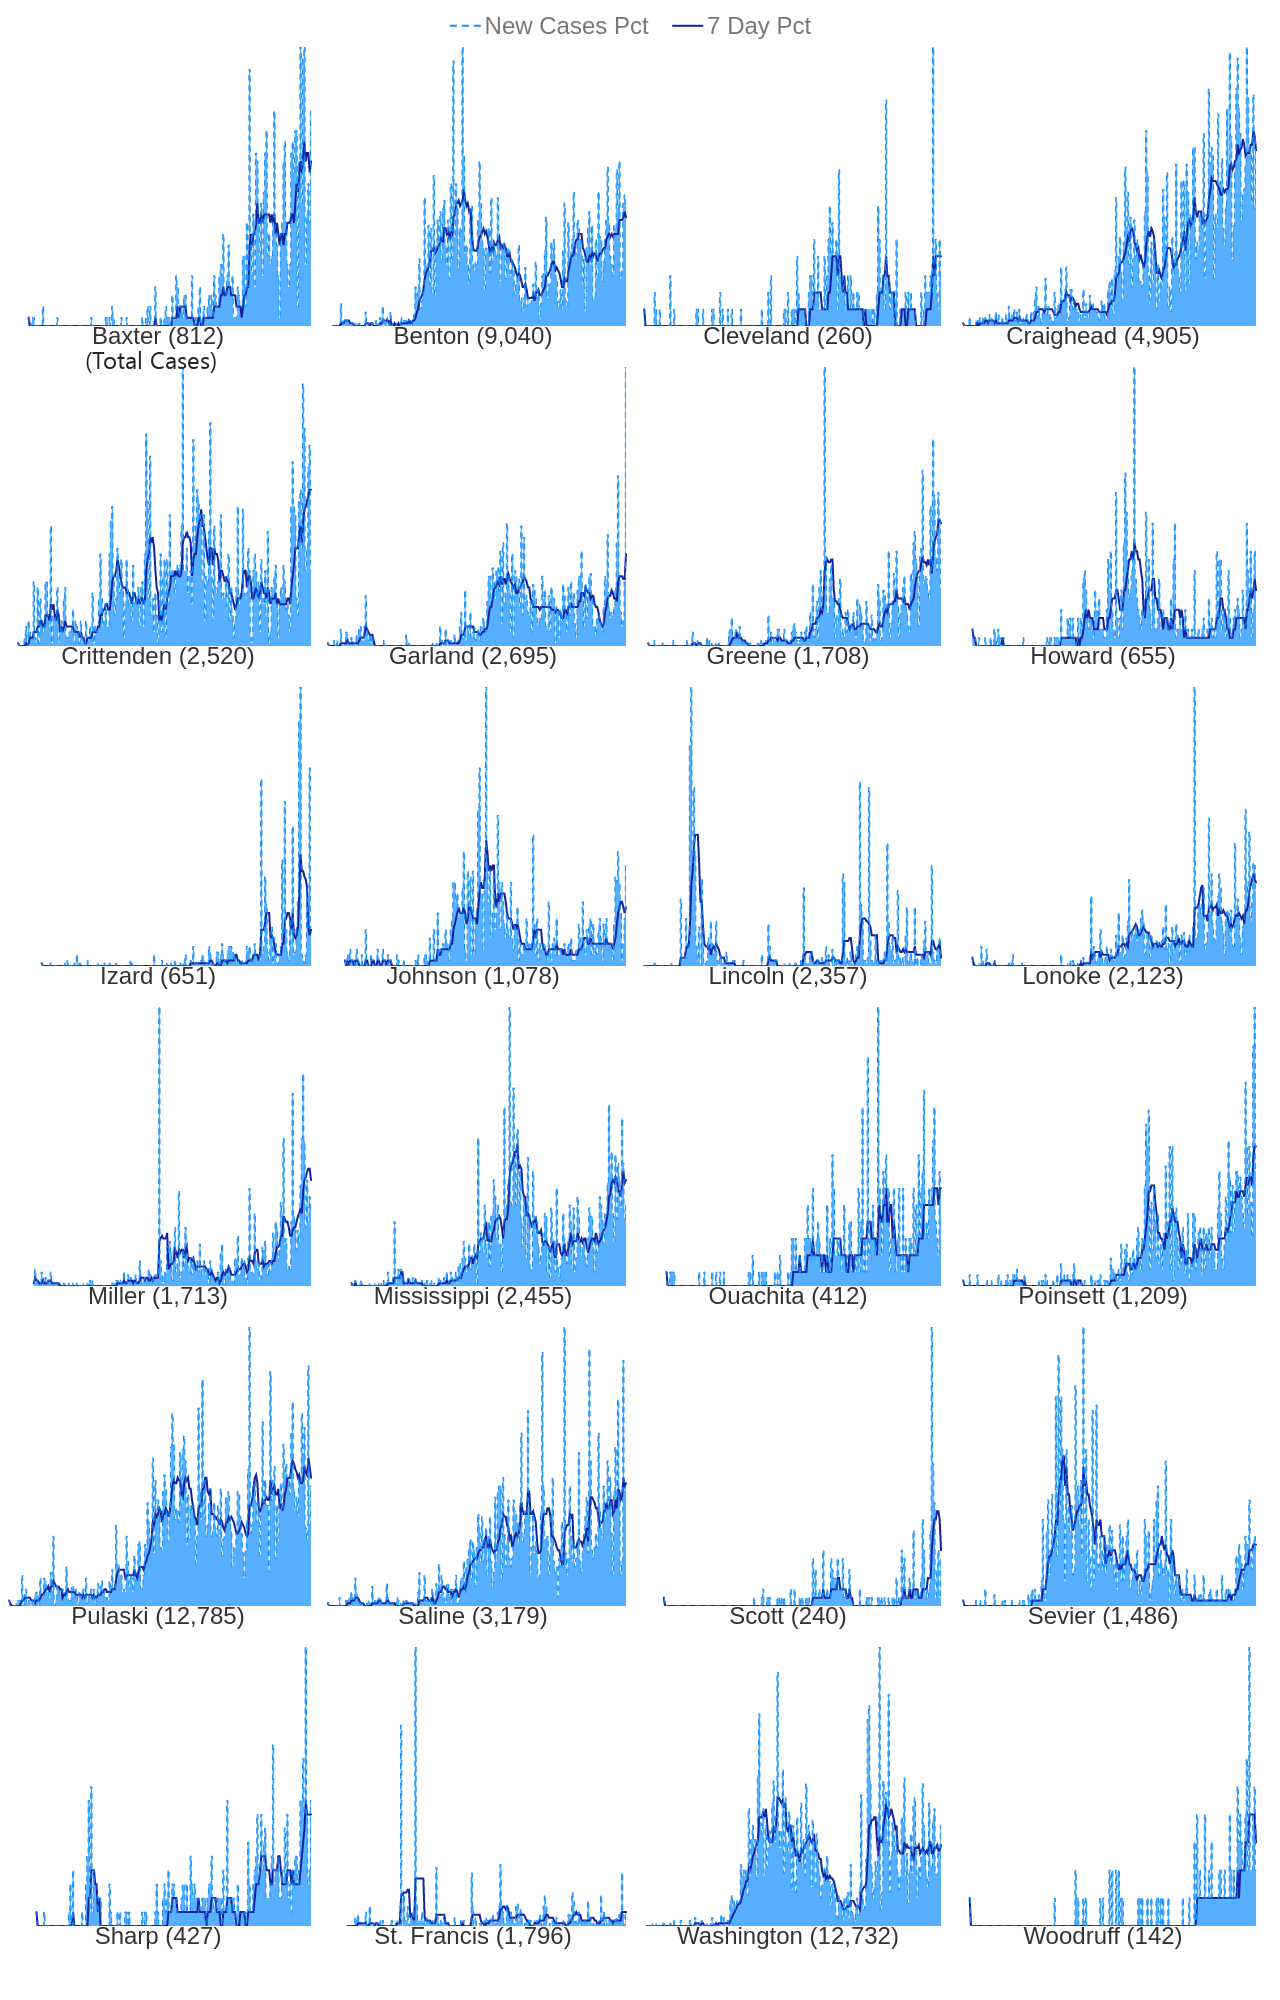 New Cases Pct 7 Day Pct
Baxter (812) Benton (9,040) Cleveland (260) Craighead (4,905)
(Total Cases)
Crittenden (2,520) Garland (2,695) Greene (1,708) Howard (655)
Izard (651) Johnson (1,078) Lincoln (2,357) Lonoke (2,123)
Miller (1,713) Mississippi (2,455) Ouachita (412) Poinsett (1,209)
Pulaski (12,785) Saline (3,179) Scott (240) Sevier (1,486)
Sharp (427) St. Francis (1,796) Washington (12,732) Woodruff (142)